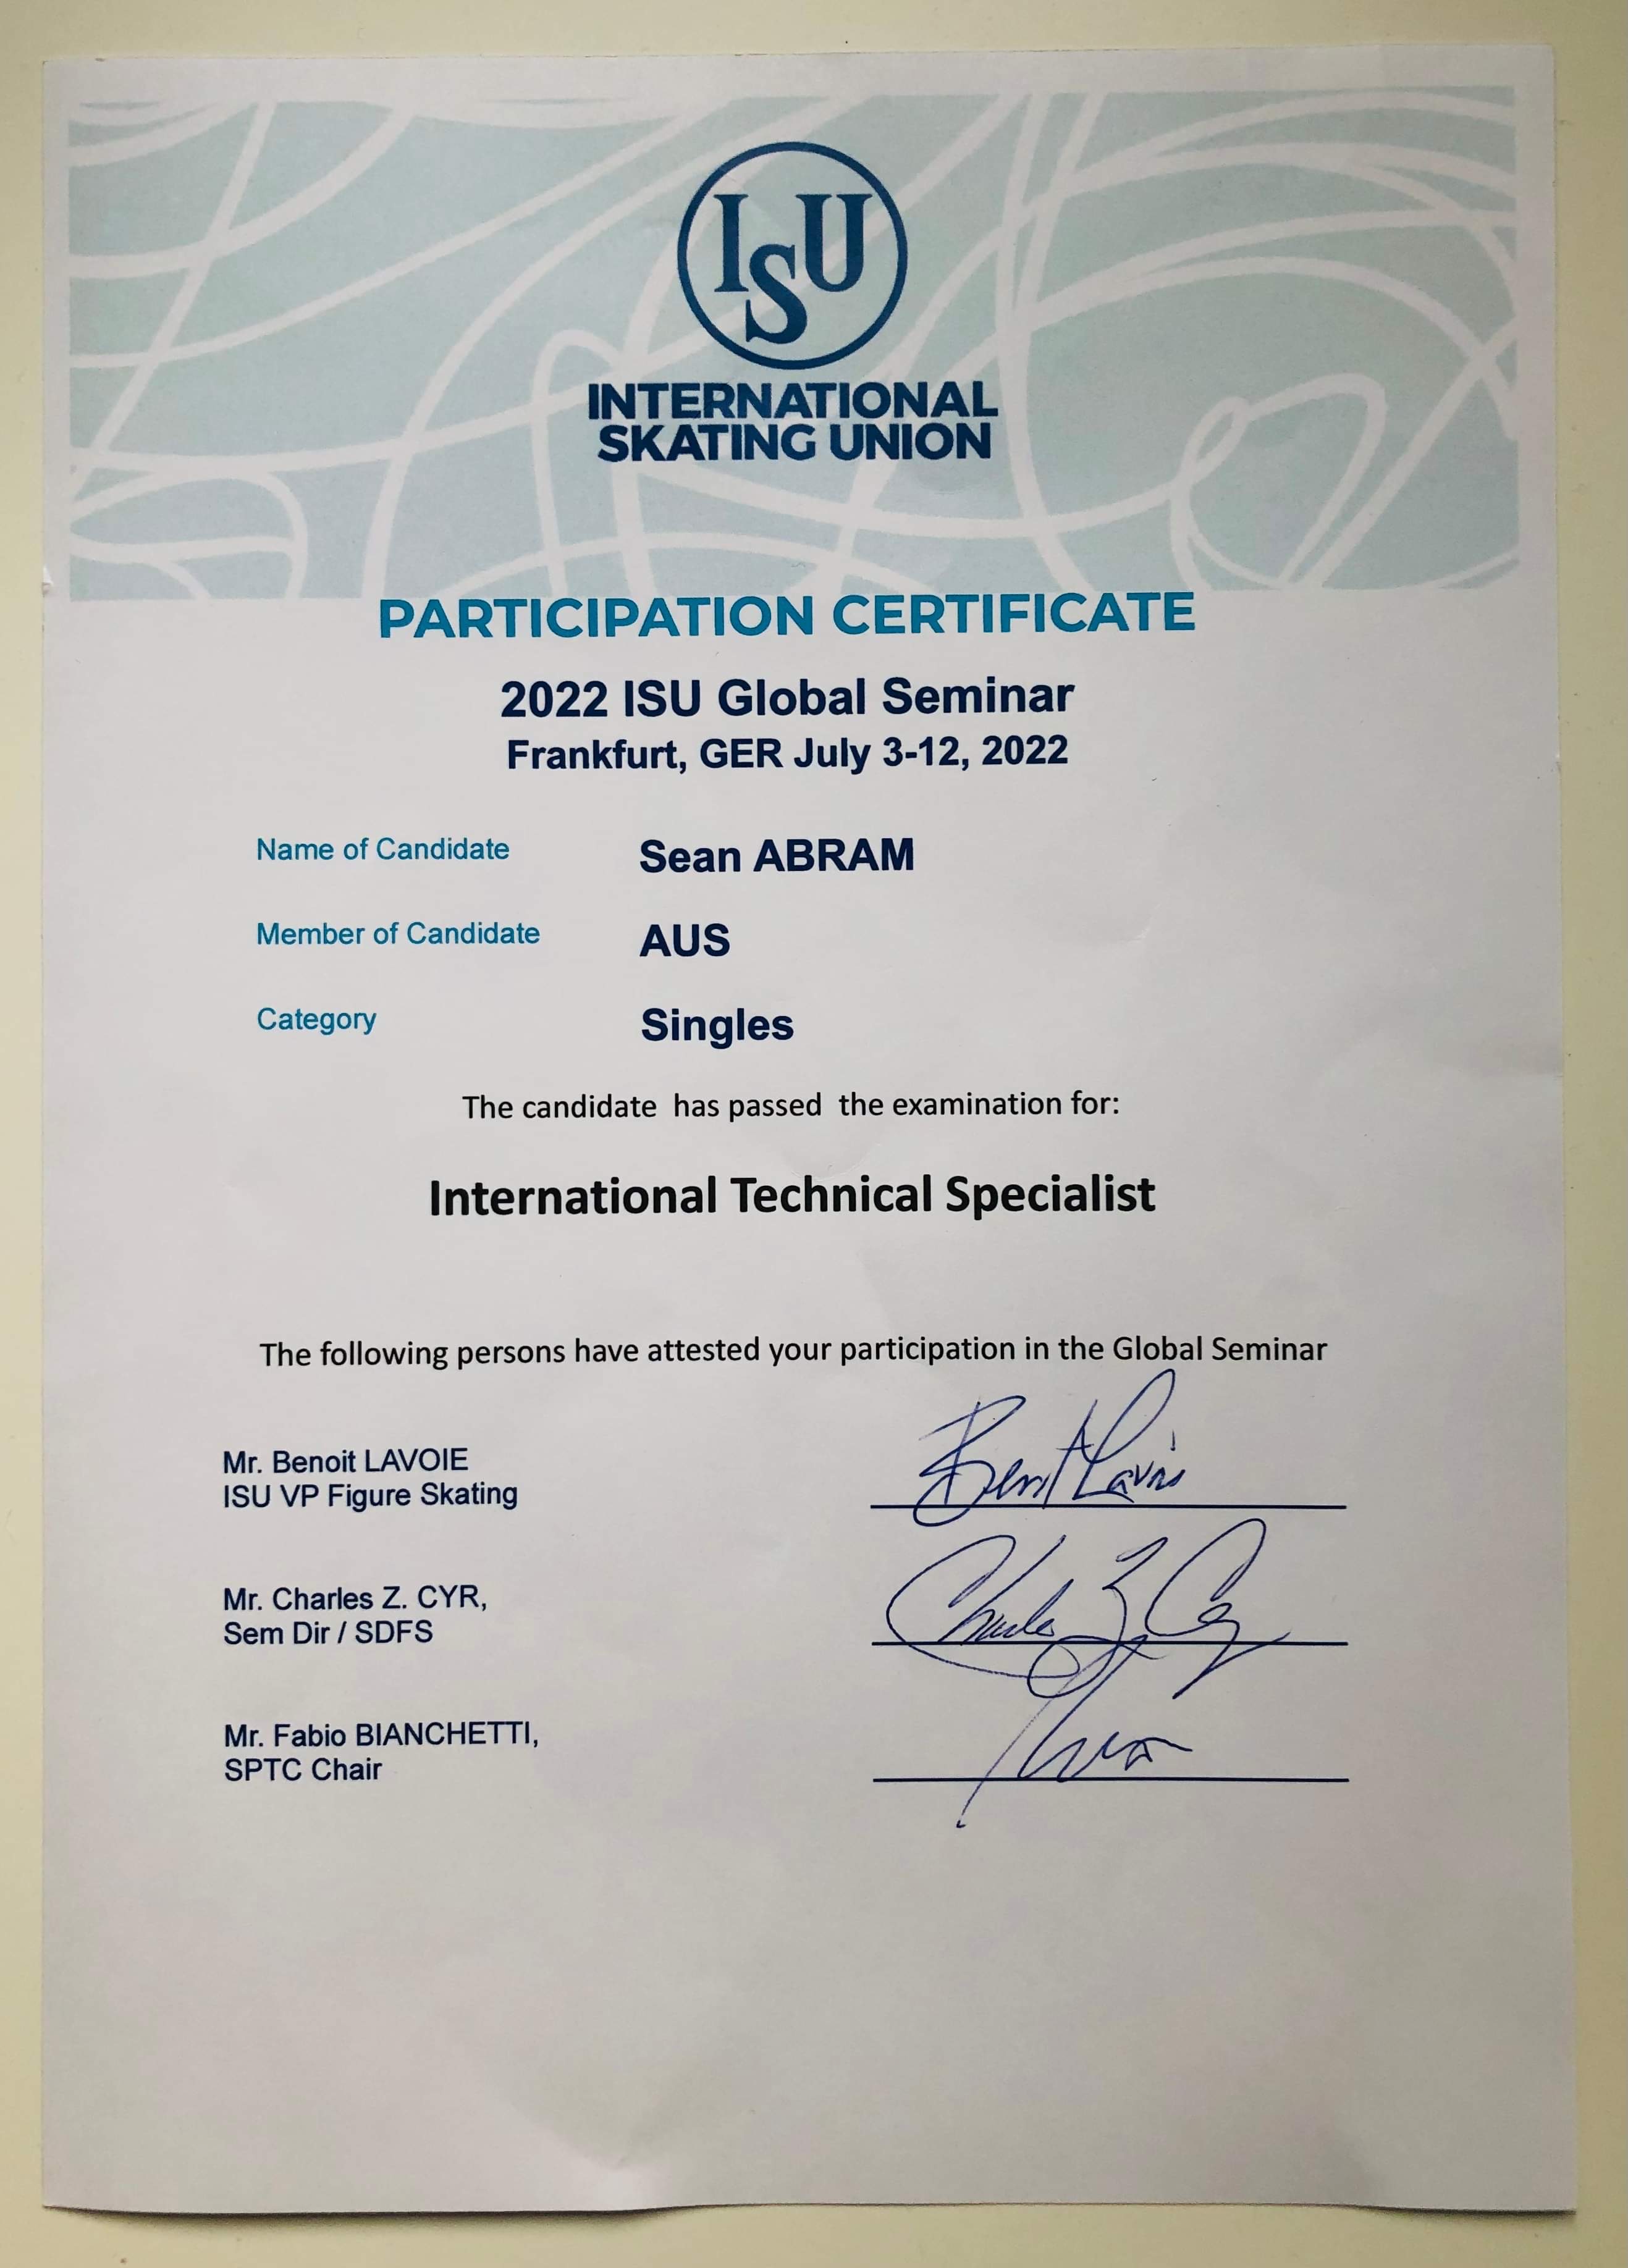 ISU
INTERNATIONAL
SKATING UNION
PARTICIPATION CERTIFICATE
2022 ISU Global Seminar
Frankfurt, GER July 3-12, 2022
Name of Candidate Sean ABRAM
Member of Candidate AUS
Category Singles
The candidate has passed the examination for:
International Technical Specialist
The following persons have attested your participation in the Global Seminar
Mr. Benoit LAVOIE
ISU VP Figure Skating
Mr. Charles Z. CYR,
Sem Dir / SDFS
Mr. Fabio BIANCHETTI,
SPTC Chair